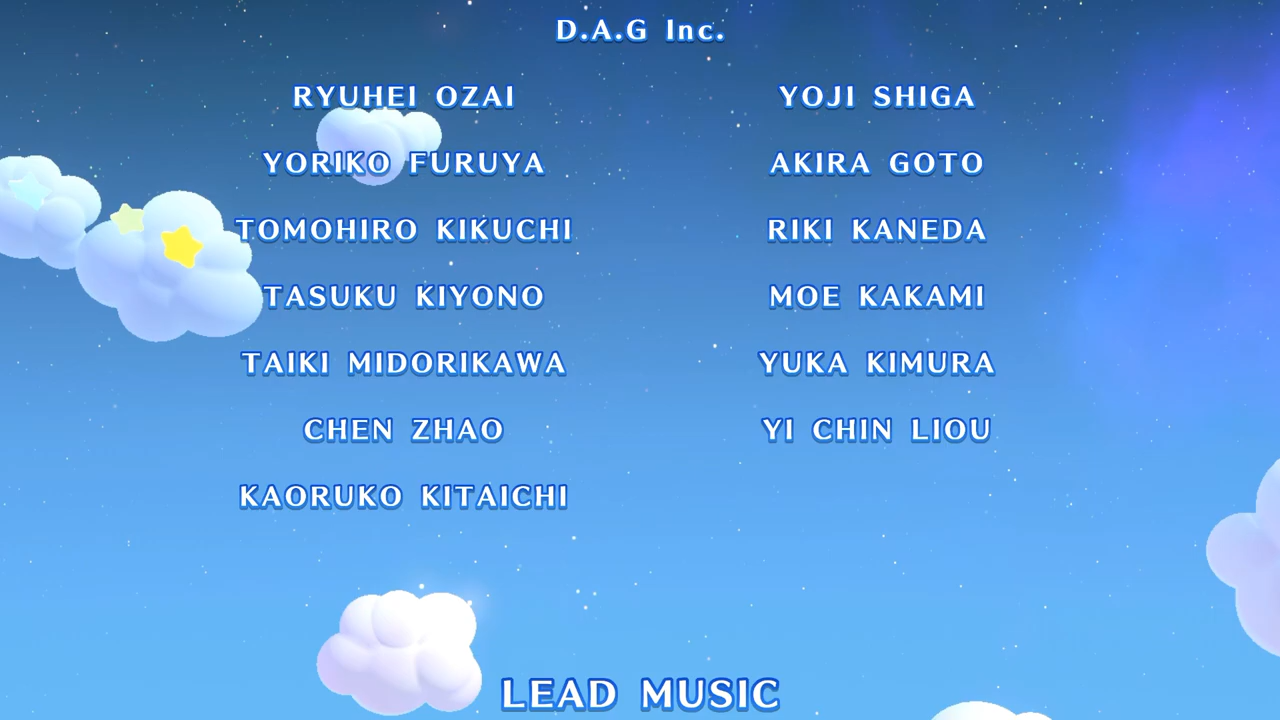 D.A.G Inc.
RYUHEI OZAI YOJI SHIGA
YORIKO FURUYA AKIRA GOTO
TOMOHIRO KIKUCHI RIKI KANEDA
TASUKU KIYONO MOE KAKAMI
TAIKI MIDORIKAWA YUKA KIMURA
CHEN ZHAO YI CHIN LIOU
KAORUKO KITAICHI
LEAD MUSIC